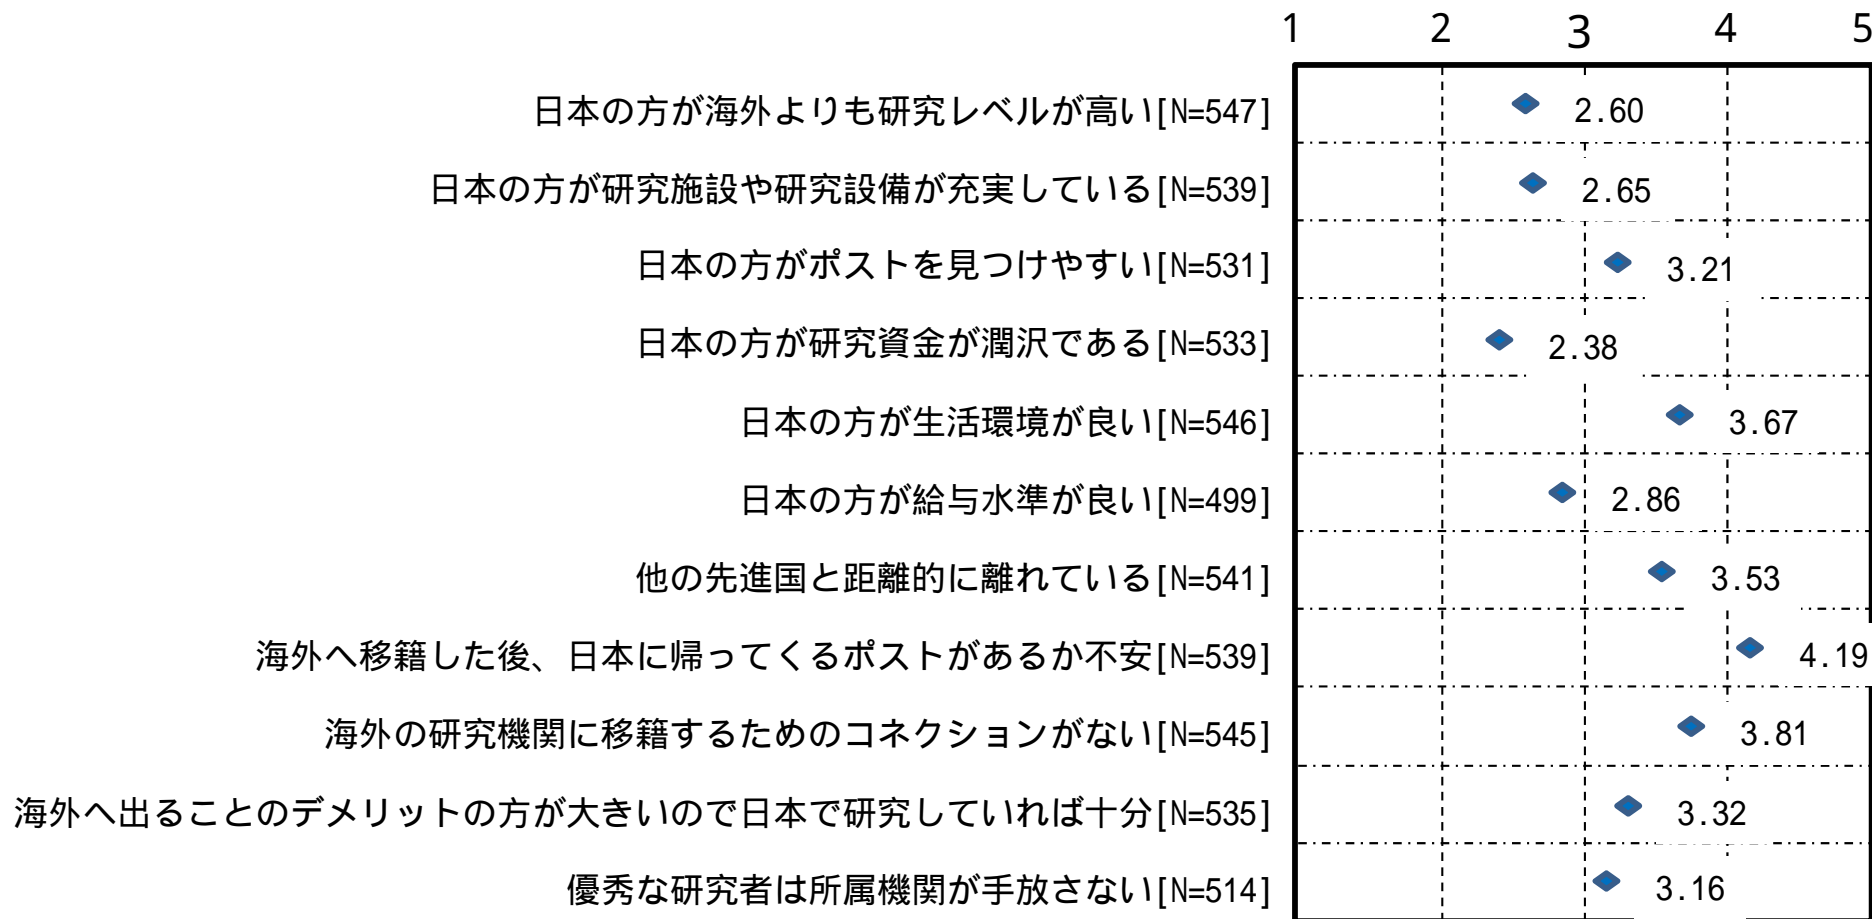 1 2 3 4 5
日本の方が海外よりも研究レベルが高い[N=547] 2.60
日本の方が研究施設や研究設備が充実している[N=539] 2.65
日本の方がポストを見つけやすい[N=531] 3.21
日本の方が研究資金が潤沢である[N=533] 2.38
日本の方が生活環境が良い[N=546] 3.67
日本の方が給与水準が良い[N=499] 2.86
他の先進国と距離的に離れている[N=541] 3.53
海外へ移籍した後、日本に帰ってくるポストがあるか不安[N=539] 4.19
海外の研究機関に移籍するためのコネクションがない[N=545] 3.81
海外へ出ることのデメリットの方が大きいので日本で研究していれば十分[N=535] 3.32
優秀な研究者は所属機関が手放さない[N=514] 3.16